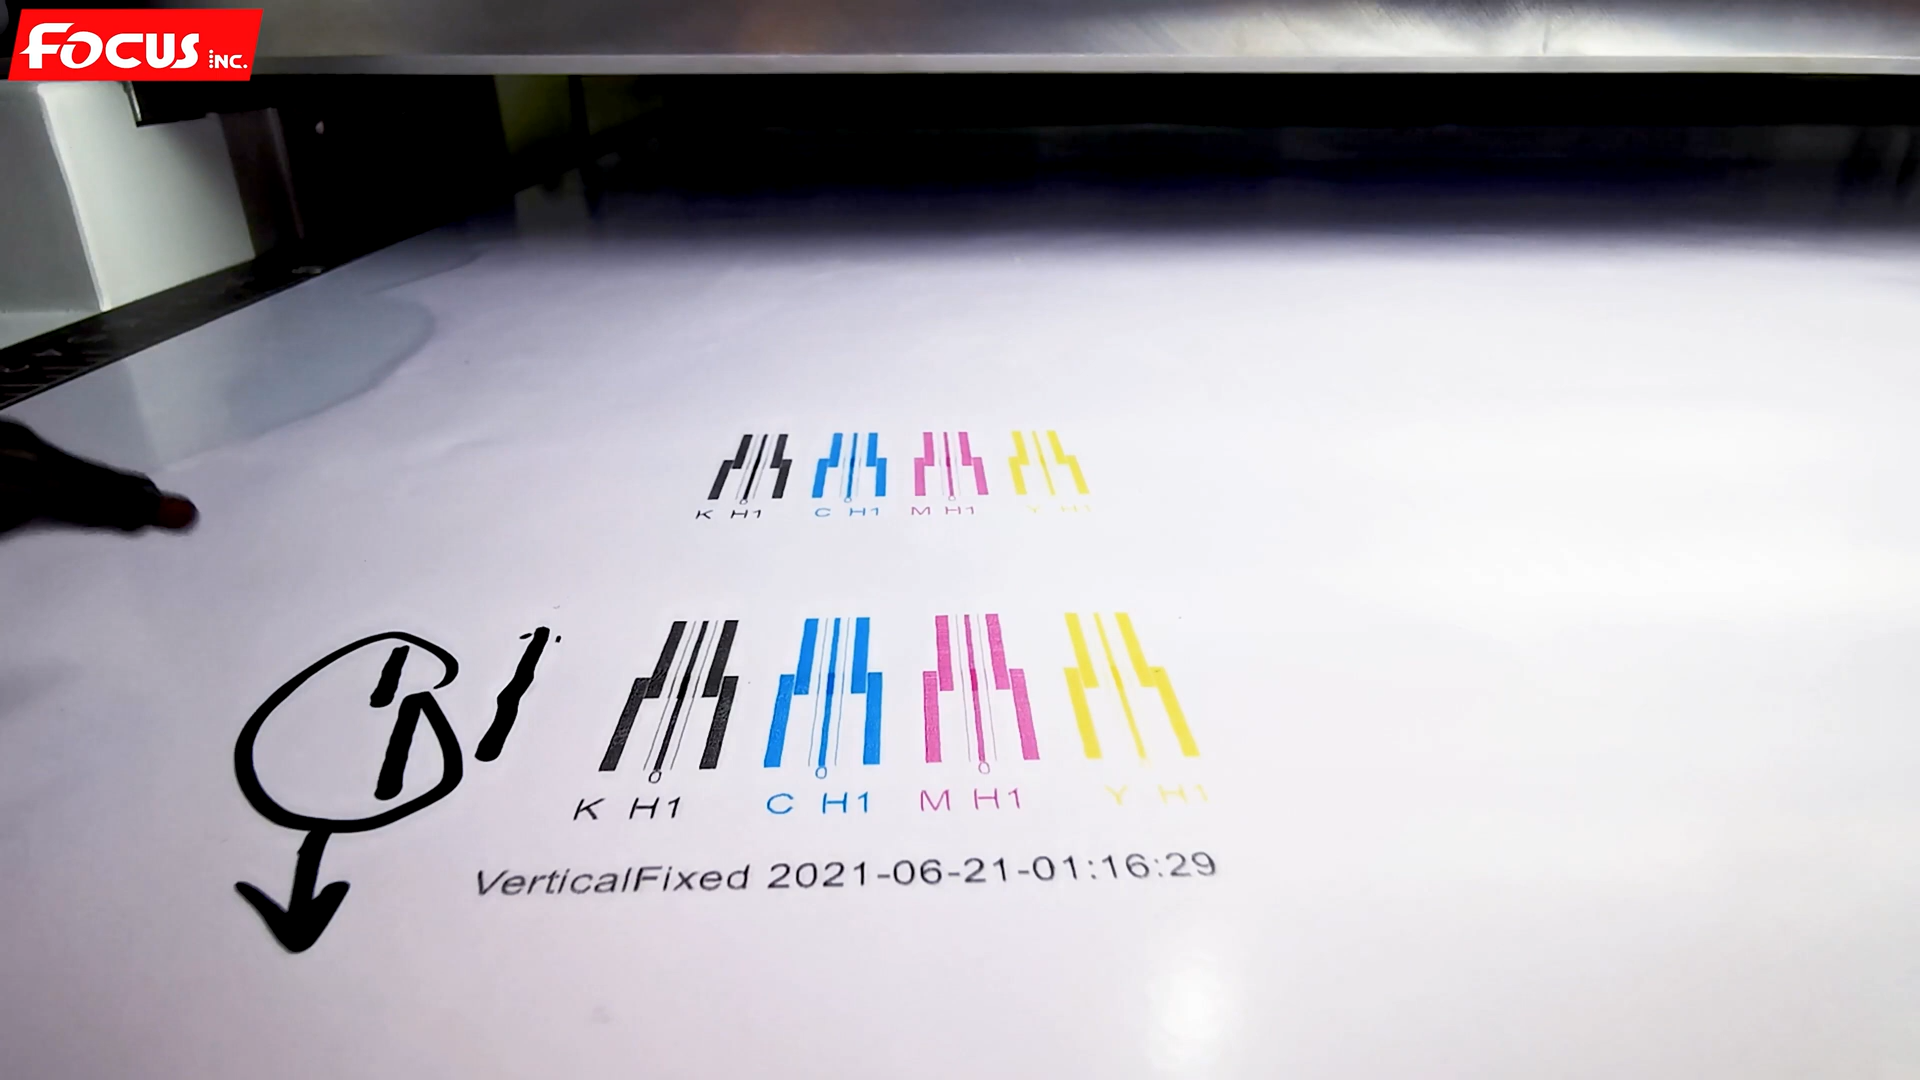 FOCUS INC.
K H1 C H1 M H1 Y H1
K H1 C H1 M H1 Y H1
VerticalFixed 2021-06-21-01:16:29